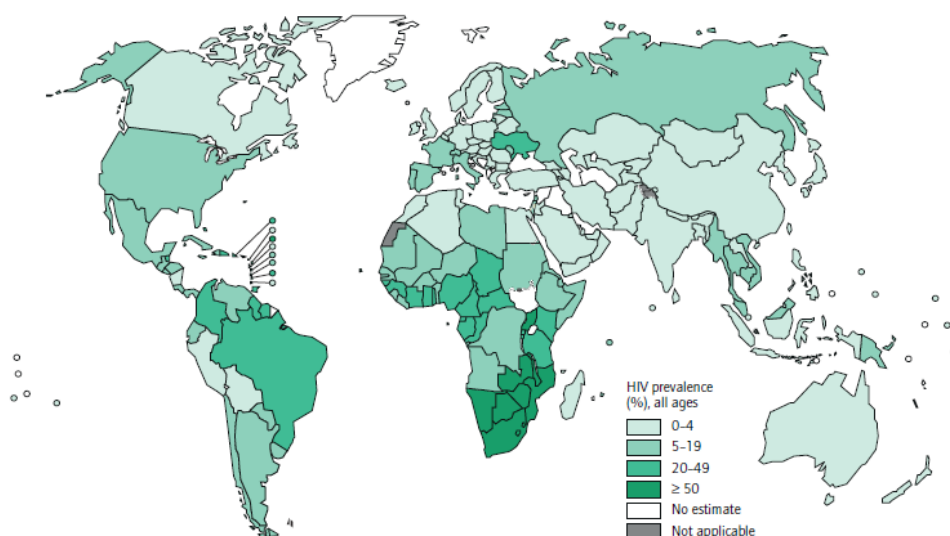 HIV prevalence
(%), all ages
0–4
5–19
20–49
≥ 50
No estimate
Not applicable